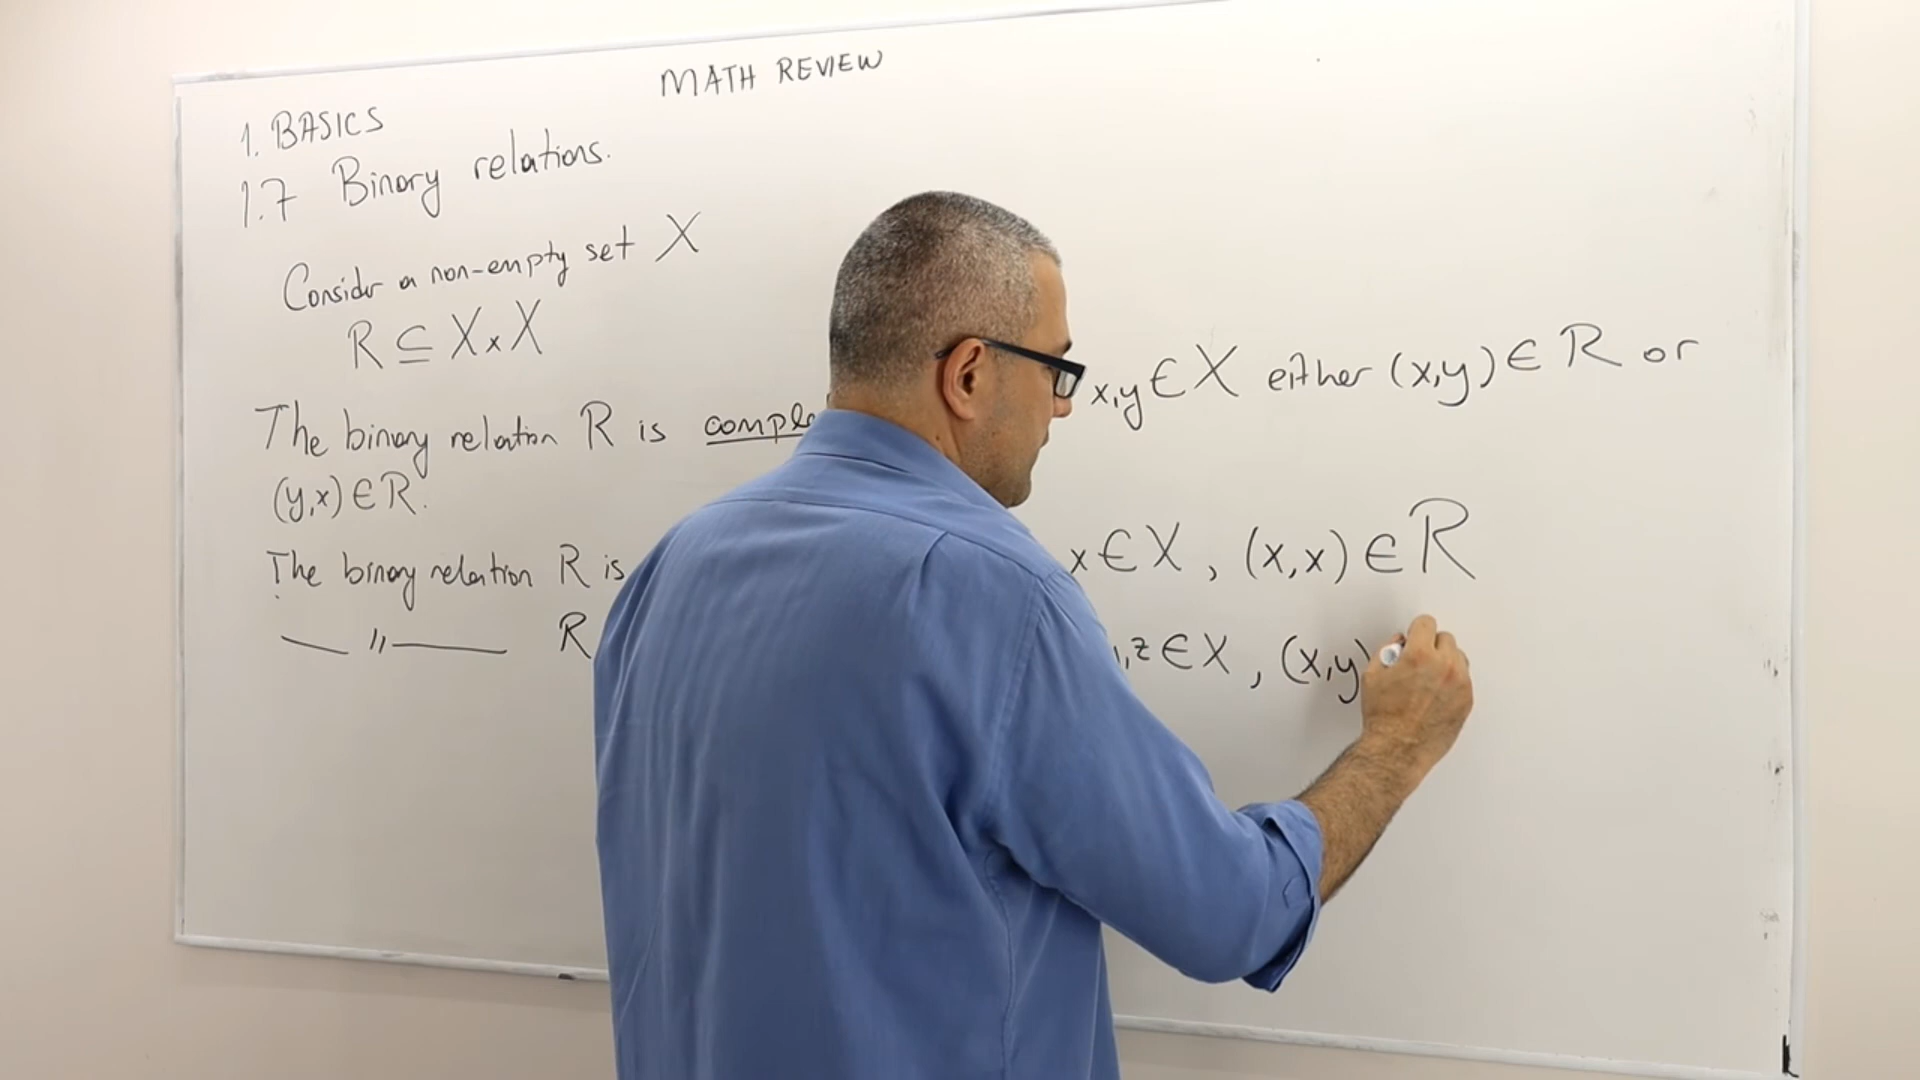 MATH REVIEW
1. BASICS
1.7 Binary relations.
Consider a non-empty set X
R ⊆ X × X
The binary relation R is comple x,y ∈ X either (x,y) ∈ R or
(y,x) ∈ R.
The binary relation R is x ∈ X, (x,x) ∈ R
— " — R ,z ∈ X, (x,y)